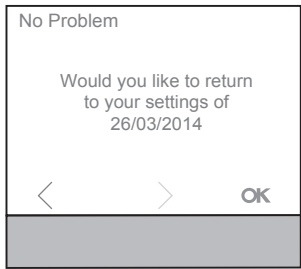 No Problem
Would you like to return
to your settings of
26/03/2014
< > OK